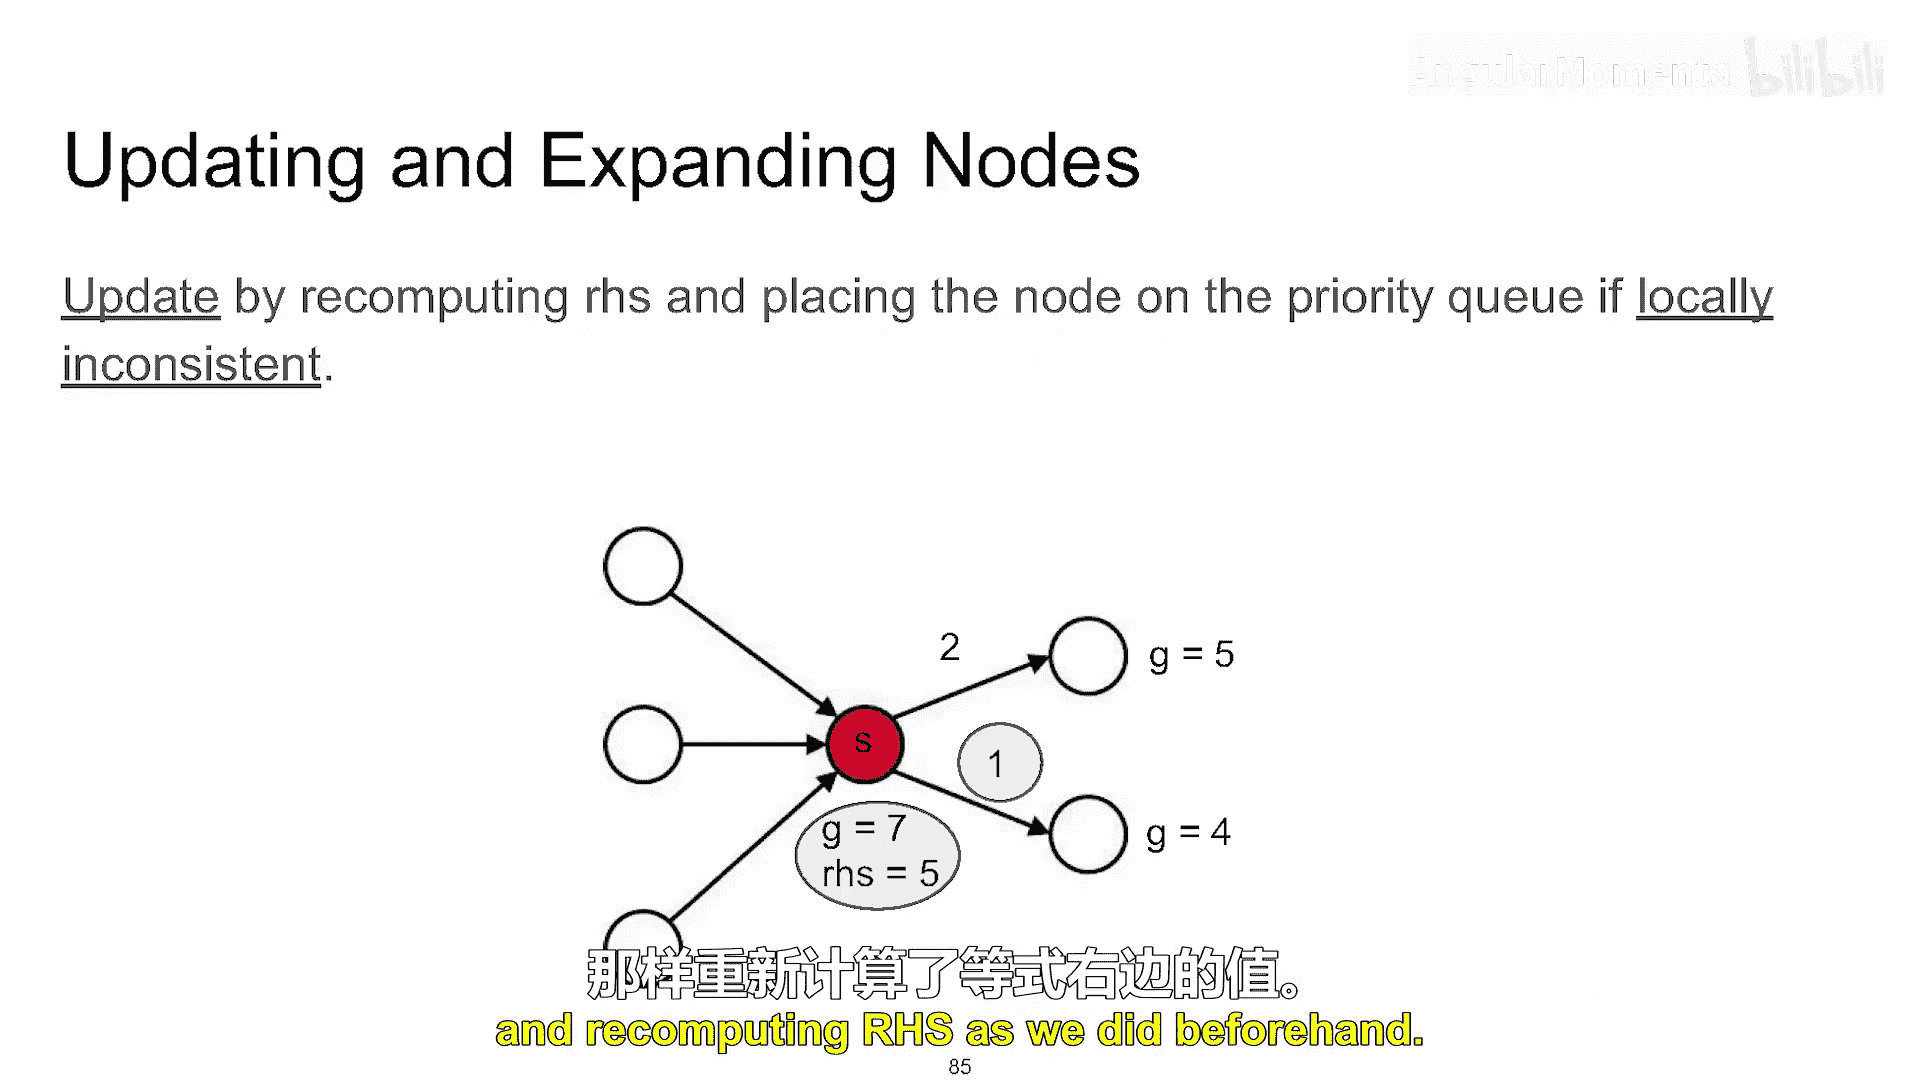 AngularMomenta bilibili
Updating and Expanding Nodes
Update by recomputing rhs and placing the node on the priority queue if locally
inconsistent.
2
g = 5
s
1
g = 7
g = 4
rhs = 5
那样重新计算了等式右边的值。
and recomputing RHS as we did beforehand.
85